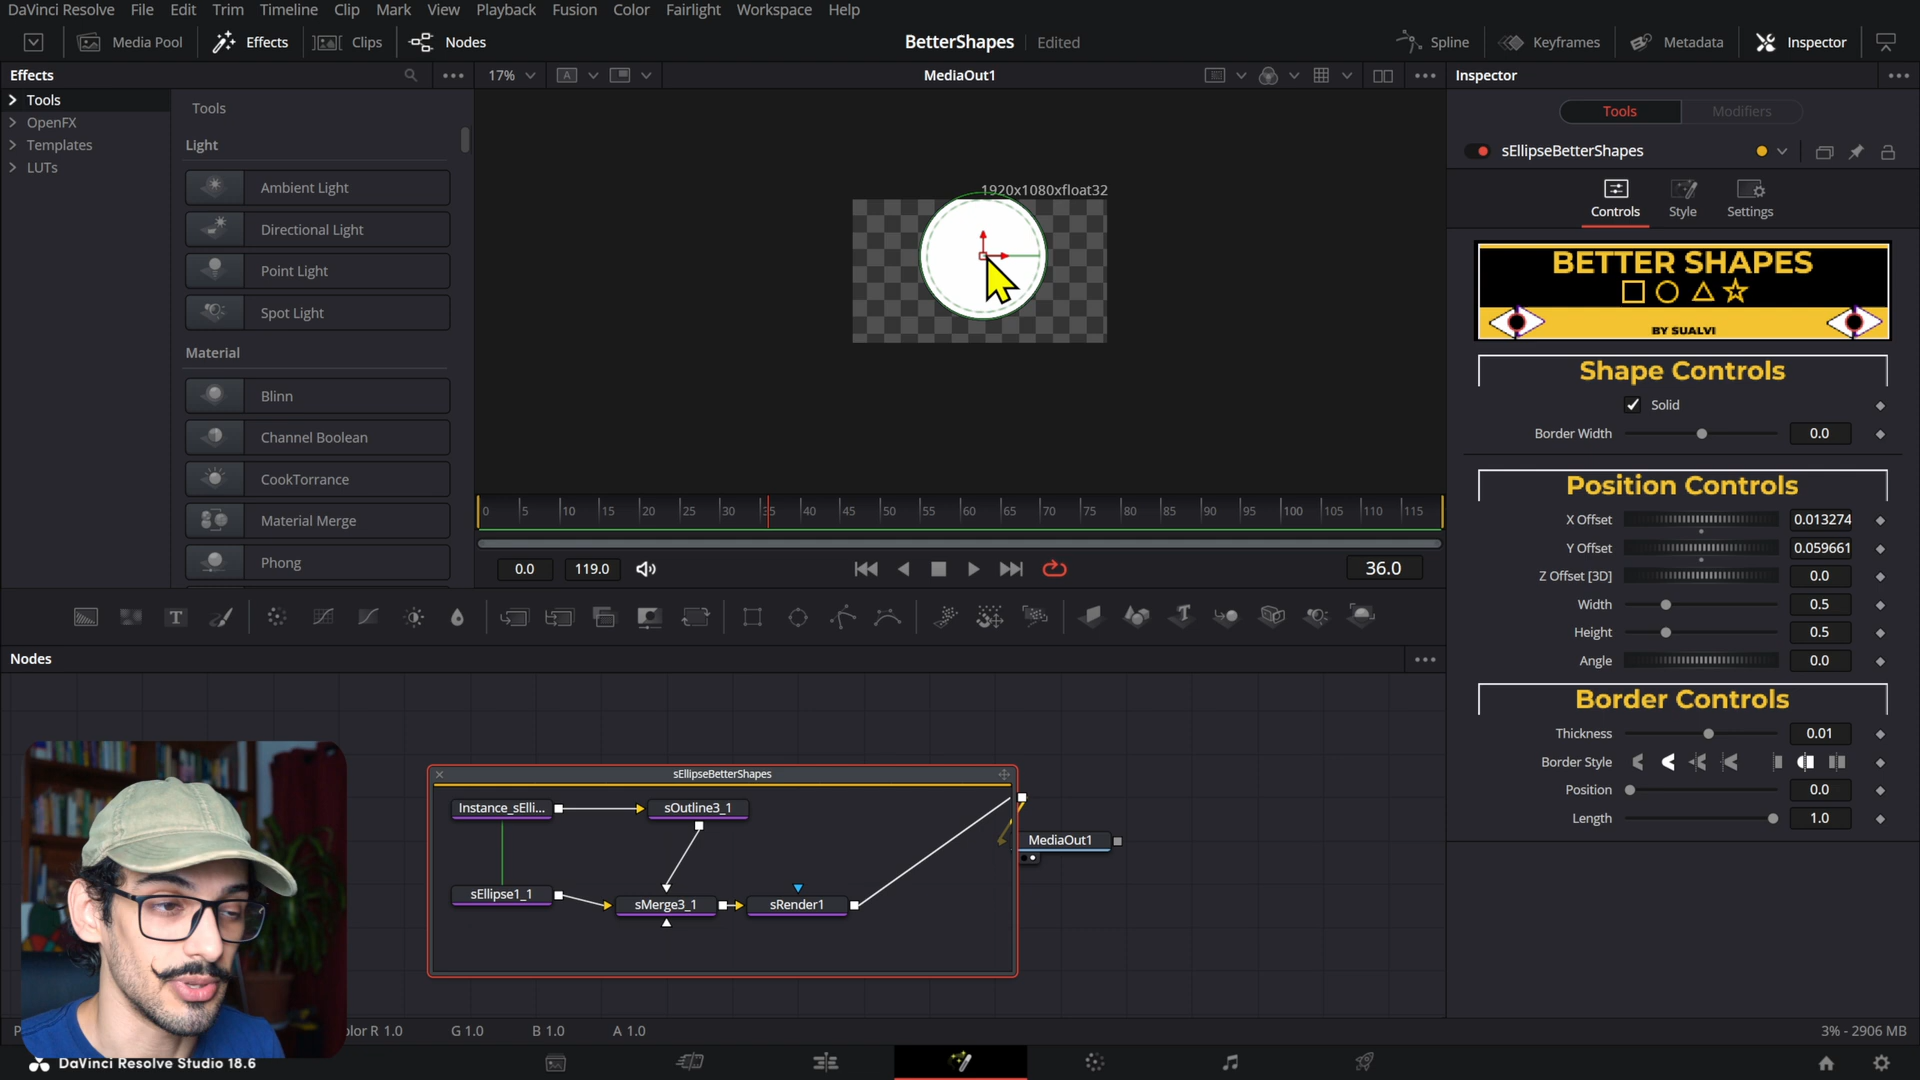 DaVinci Resolve File Edit Trim Timeline Clip Mark View Playback Fusion Color Fairlight Workspace Help
Media Pool Effects Clips Nodes BetterShapes Edited Spline Keyframes Metadata Inspector
Effects 17% A MediaOut1 Inspector
Tools
OpenFX
Templates
LUTs
Tools
Light
Ambient Light
Directional Light
Point Light
Spot Light
Material
Blinn
Channel Boolean
CookTorrance
Material Merge
Phong
1920x1080xfloat32
0 5 10 15 20 25 30 35 40 45 50 55 60 65 70 75 80 85 90 95 100 105 110 115
0.0 119.0 36.0
Tools Modifiers
sEllipseBetterShapes
Controls Style Settings
BETTER SHAPES
BY SUALVI
Shape Controls
Solid
Border Width 0.0
Position Controls
X Offset 0.013274
Y Offset 0.059661
Z Offset [3D] 0.0
Width 0.5
Height 0.5
Angle 0.0
Border Controls
Thickness 0.01
Border Style
Position 0.0
Length 1.0
Nodes
sEllipseBetterShapes
Instance_sElli... sOutline3_1
MediaOut1
sEllipse1_1 sMerge3_1 sRender1
olor R 1.0 G 1.0 B 1.0 A 1.0 3% - 2906 MB
DaVinci Resolve Studio 18.6